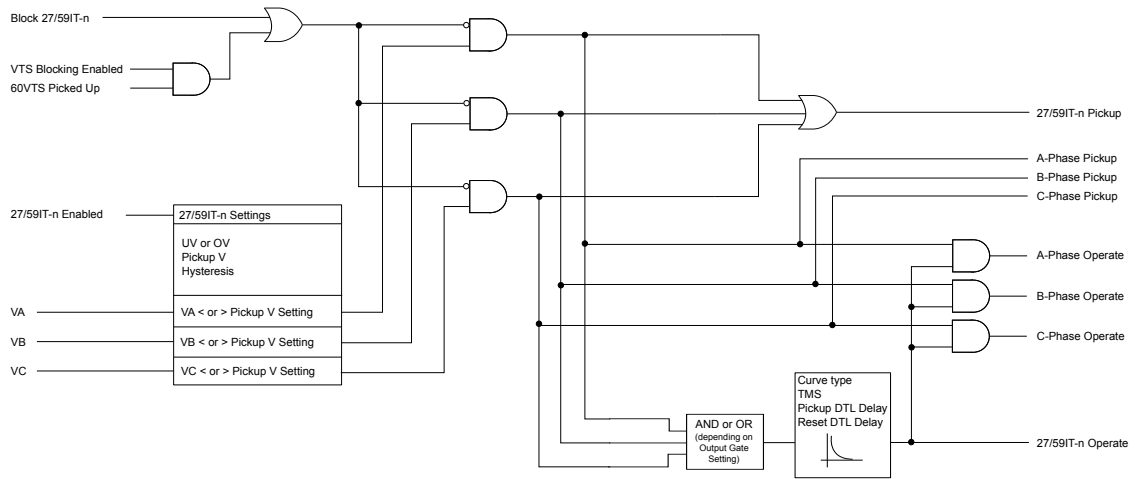 Block 27/59IT-n
VTS Blocking Enabled
60VTS Picked Up
27/59IT-n Pickup
A-Phase Pickup
B-Phase Pickup
C-Phase Pickup
27/59IT-n Enabled
27/59IT-n Settings
UV or OV
Pickup V
Hysteresis
VA
VA < or > Pickup V Setting
VB
VB < or > Pickup V Setting
VC
VC < or > Pickup V Setting
A-Phase Operate
B-Phase Operate
C-Phase Operate
AND or OR
(depending on
Output Gate
Setting)
Curve type
TMS
Pickup DTL Delay
Reset DTL Delay
27/59IT-n Operate